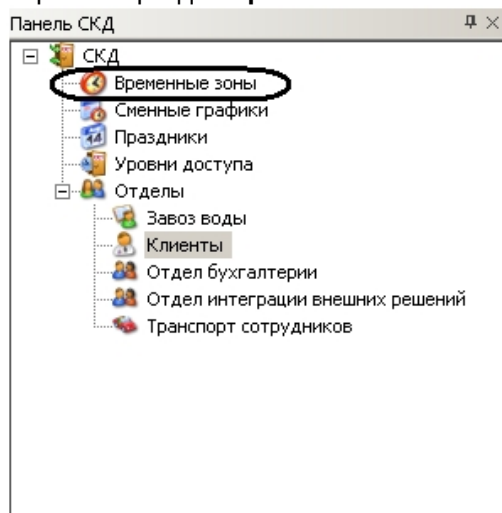 Панель СКД
СКД
Временные зоны
Сменные графики
Праздники
Уровни доступа
Отделы
Завоз воды
Клиенты
Отдел бухгалтерии
Отдел интеграции внешних решений
Транспорт сотрудников